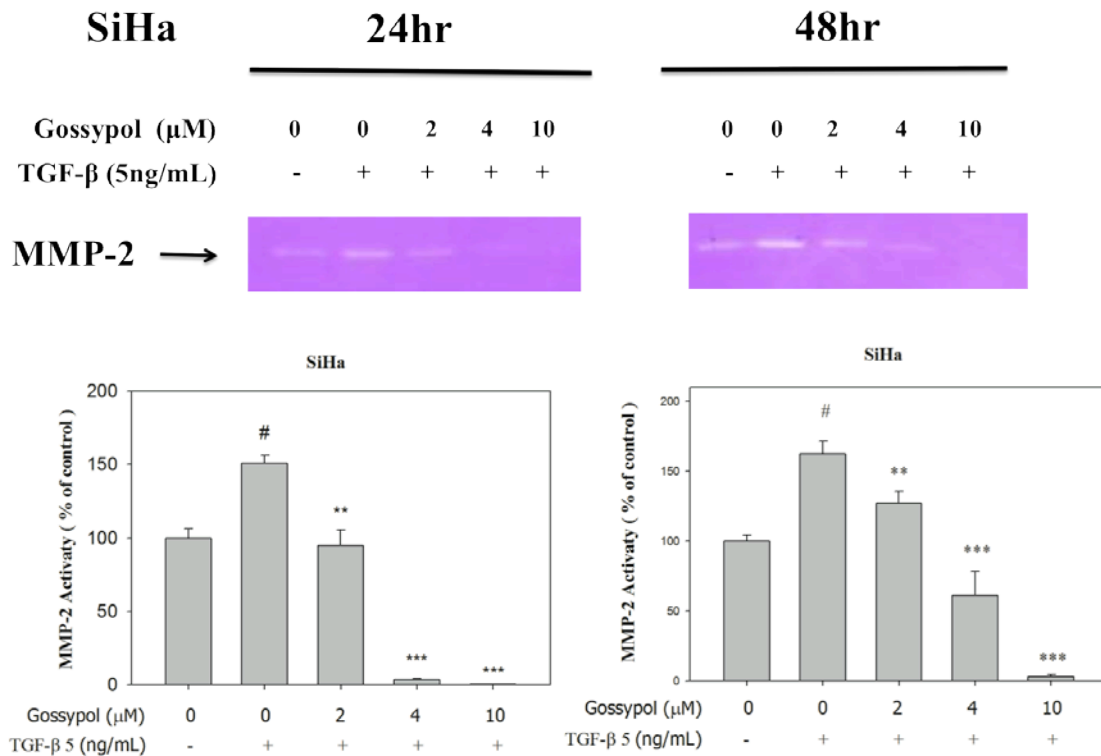 SiHa 24hr 48hr
Gossypol (μM) 0 0 2 4 10 0 0 2 4 10
TGF-β (5ng/mL) - + + + + - + + + +
MMP-2
SiHa
MMP-2 Activaty ( % of control)
200
150
100
50
0
#
**
***
***
Gossypol (μM) 0 0 2 4 10
TGF-β 5 (ng/mL) - + + + +
SiHa
MMP-2 Activaty ( % of control)
200
150
100
50
0
#
**
***
***
Gossypol (μM) 0 0 2 4 10
TGF-β 5 (ng/mL) - + + + +